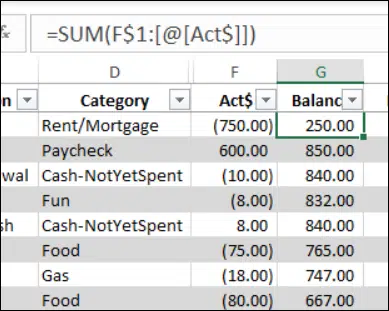 fx =SUM(F$1:[@[Act$]])
D F G
on Category Act$ Balanc
Rent/Mortgage (750.00) 250.00
Paycheck 600.00 850.00
wal Cash-NotYetSpent (10.00) 840.00
Fun (8.00) 832.00
sh Cash-NotYetSpent 8.00 840.00
Food (75.00) 765.00
Gas (18.00) 747.00
Food (80.00) 667.00